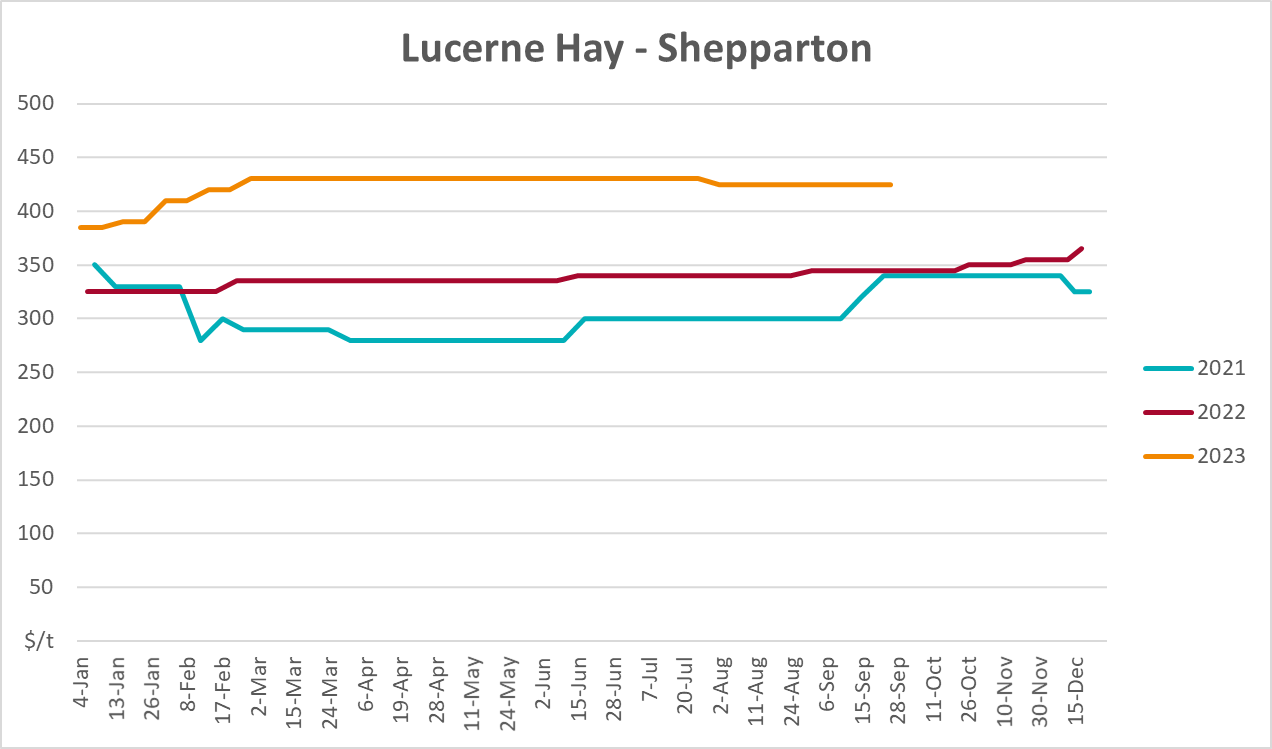 Lucerne Hay - Shepparton
500
450
400
350
300
250
200
150
100
50
$/t
4-Jan
13-Jan
26-Jan
8-Feb
17-Feb
2-Mar
15-Mar
24-Mar
6-Apr
19-Apr
28-Apr
11-May
24-May
2-Jun
15-Jun
28-Jun
7-Jul
20-Jul
2-Aug
11-Aug
24-Aug
6-Sep
15-Sep
28-Sep
11-Oct
26-Oct
10-Nov
30-Nov
15-Dec
2021
2022
2023